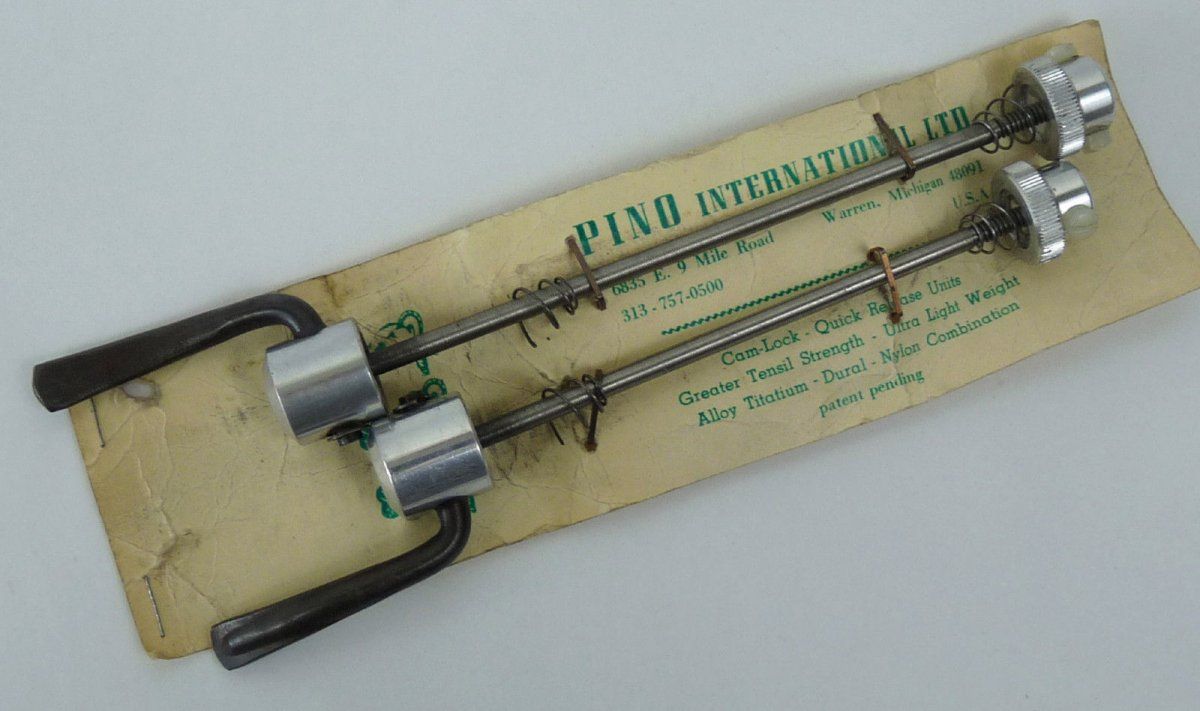 PINO INTERNATIONAL LTD
6835 E. 9 Mile Road Warren, Michigan 48091
313-757-0500 U.S.A.
Cam-Lock - Quick Release Units
Greater Tensil Strength - Ultra Light Weight
Alloy Titatium - Dural - Nylon Combination
patent pending